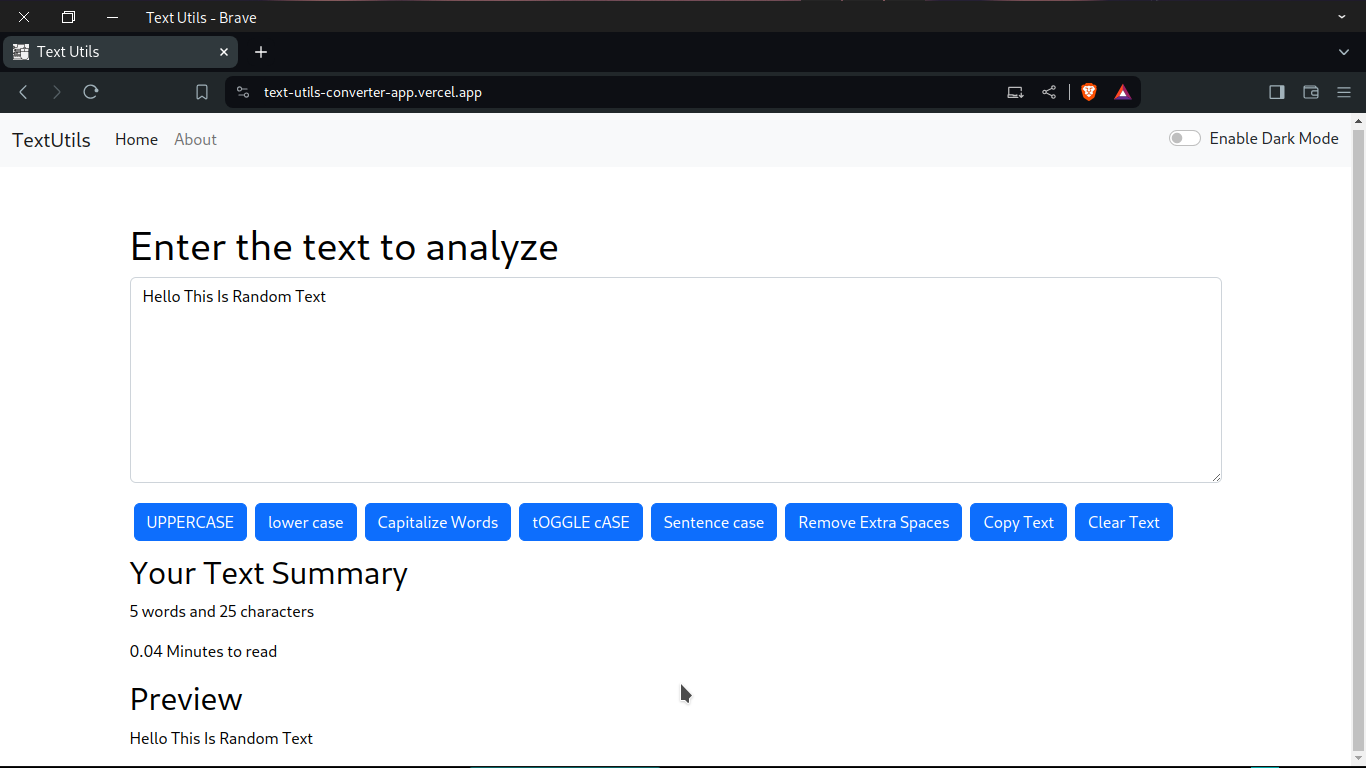 Text Utils - Brave
Text Utils
text-utils-converter-app.vercel.app
TextUtils Home About Enable Dark Mode
Enter the text to analyze
Hello This Is Random Text
UPPERCASE lower case Capitalize Words tOGGLE cASE Sentence case Remove Extra Spaces Copy Text Clear Text
Your Text Summary
5 words and 25 characters
0.04 Minutes to read
Preview
Hello This Is Random Text